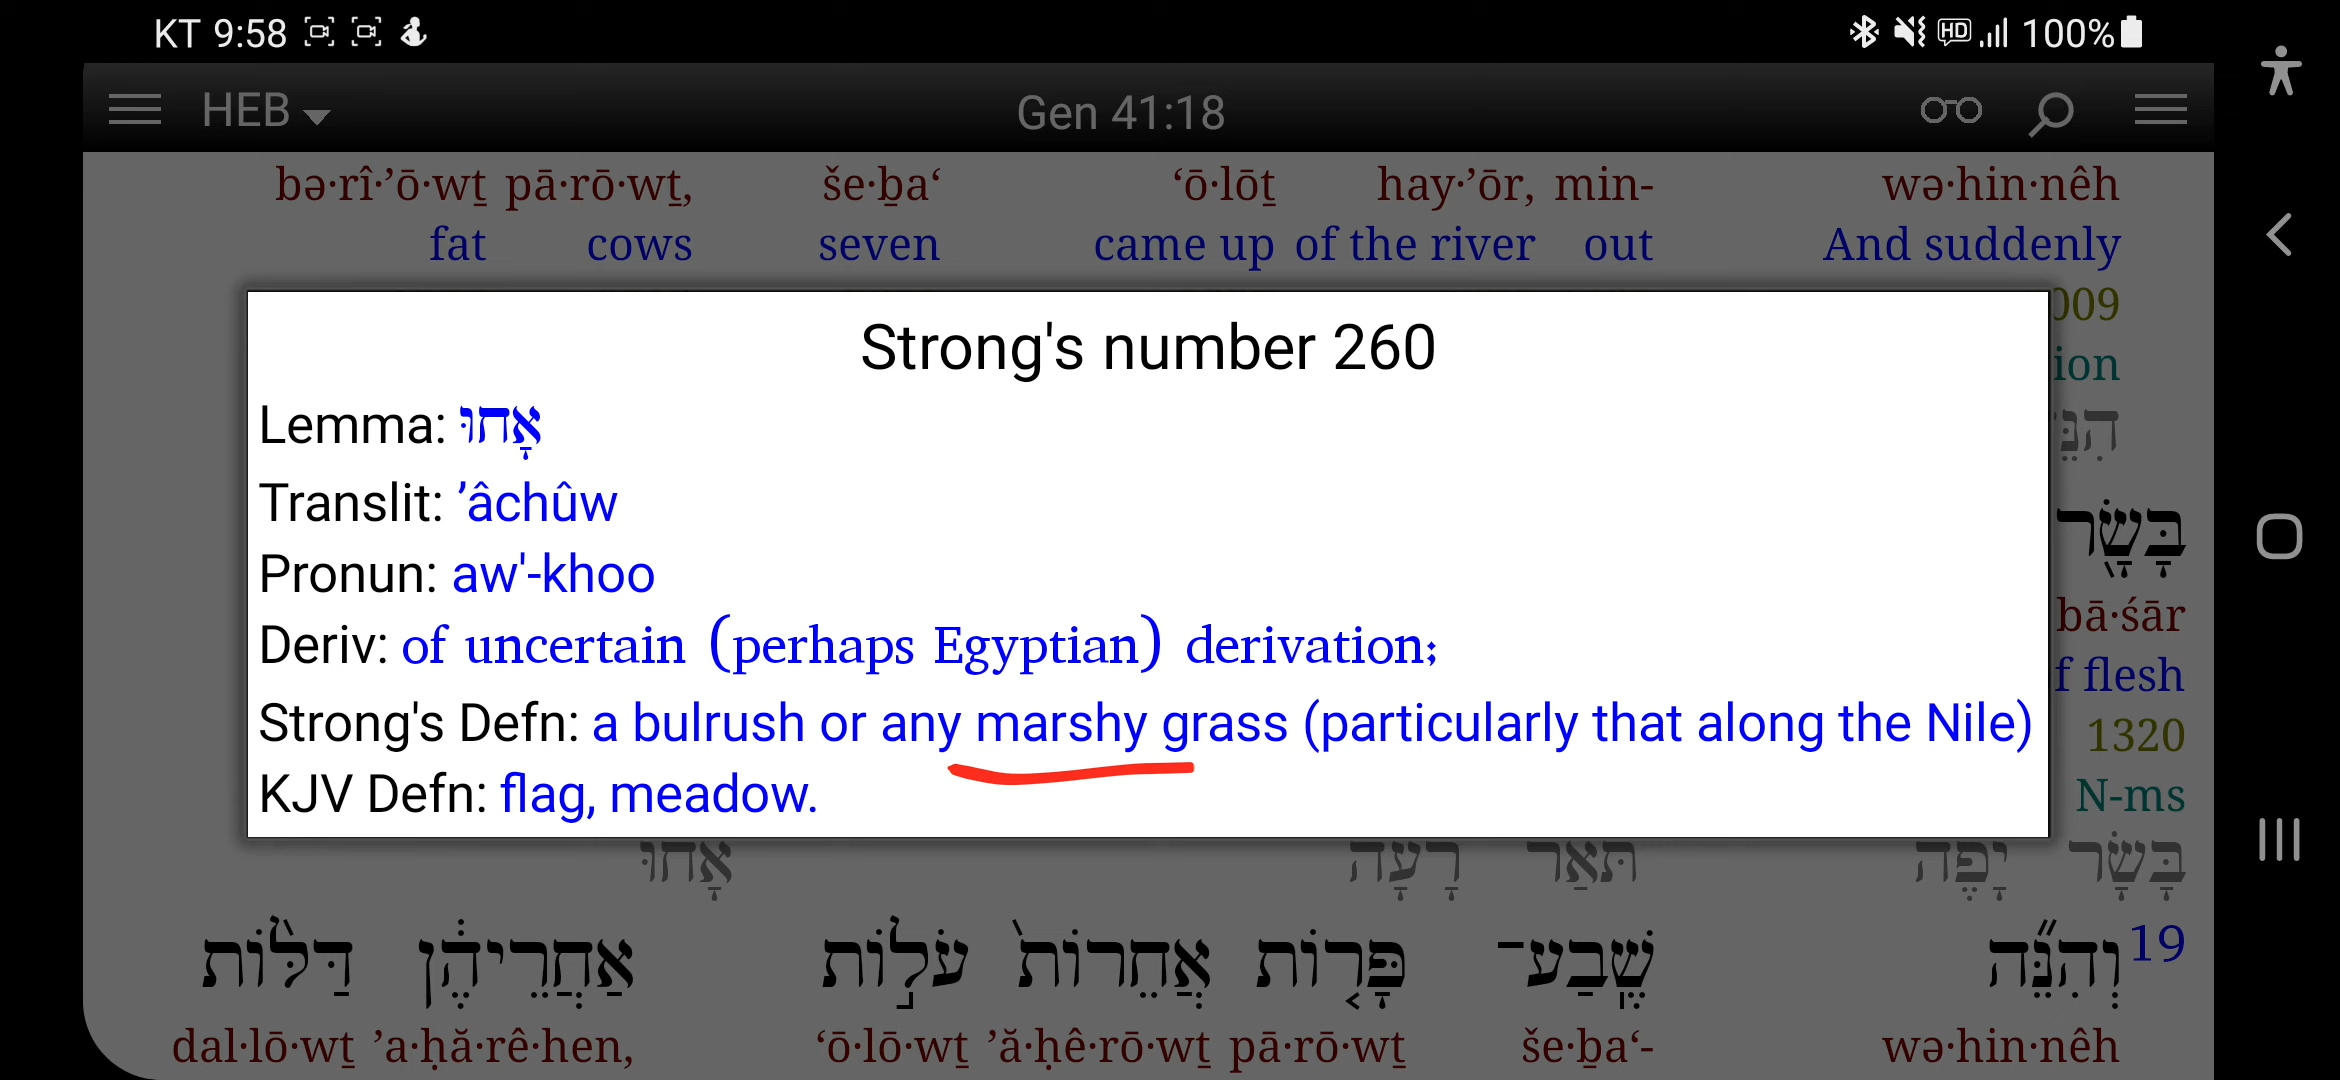 KT 9:58 HD 100%
HEB Gen 41:18
bə·rî·’ō·wṯ pā·rō·wṯ, še·ḇa‘ ‘ō·lōṯ hay·’ōr, min- wə·hin·nêh
fat cows seven came up of the river out And suddenly
009
ion
הִנֵּ
Strong's number 260
Lemma: אָחוּ
Translit: ’âchûw
Pronun: aw'-khoo
Deriv: of uncertain (perhaps Egyptian) derivation;
Strong's Defn: a bulrush or any marshy grass (particularly that along the Nile)
KJV Defn: flag, meadow.
בָּשָׂ֖ר
bā·śār
f flesh
1320
N-ms
בָּשָׂר יָפֶה תֹּאַר רָעָה אָחוּ
19 וְהִנֵּ֞ה שֶֽׁבַע־ פָּר֤וֹת אֲחֵרוֹת֙ עֹל֣וֹת אַחֲרֵיהֶ֔ן דַּלּ֨וֹת
dal·lō·wṯ ’a·ḥă·rê·hen, ‘ō·lō·wṯ ’ă·ḥê·rō·wṯ pā·rō·wṯ še·ḇa‘- wə·hin·nêh